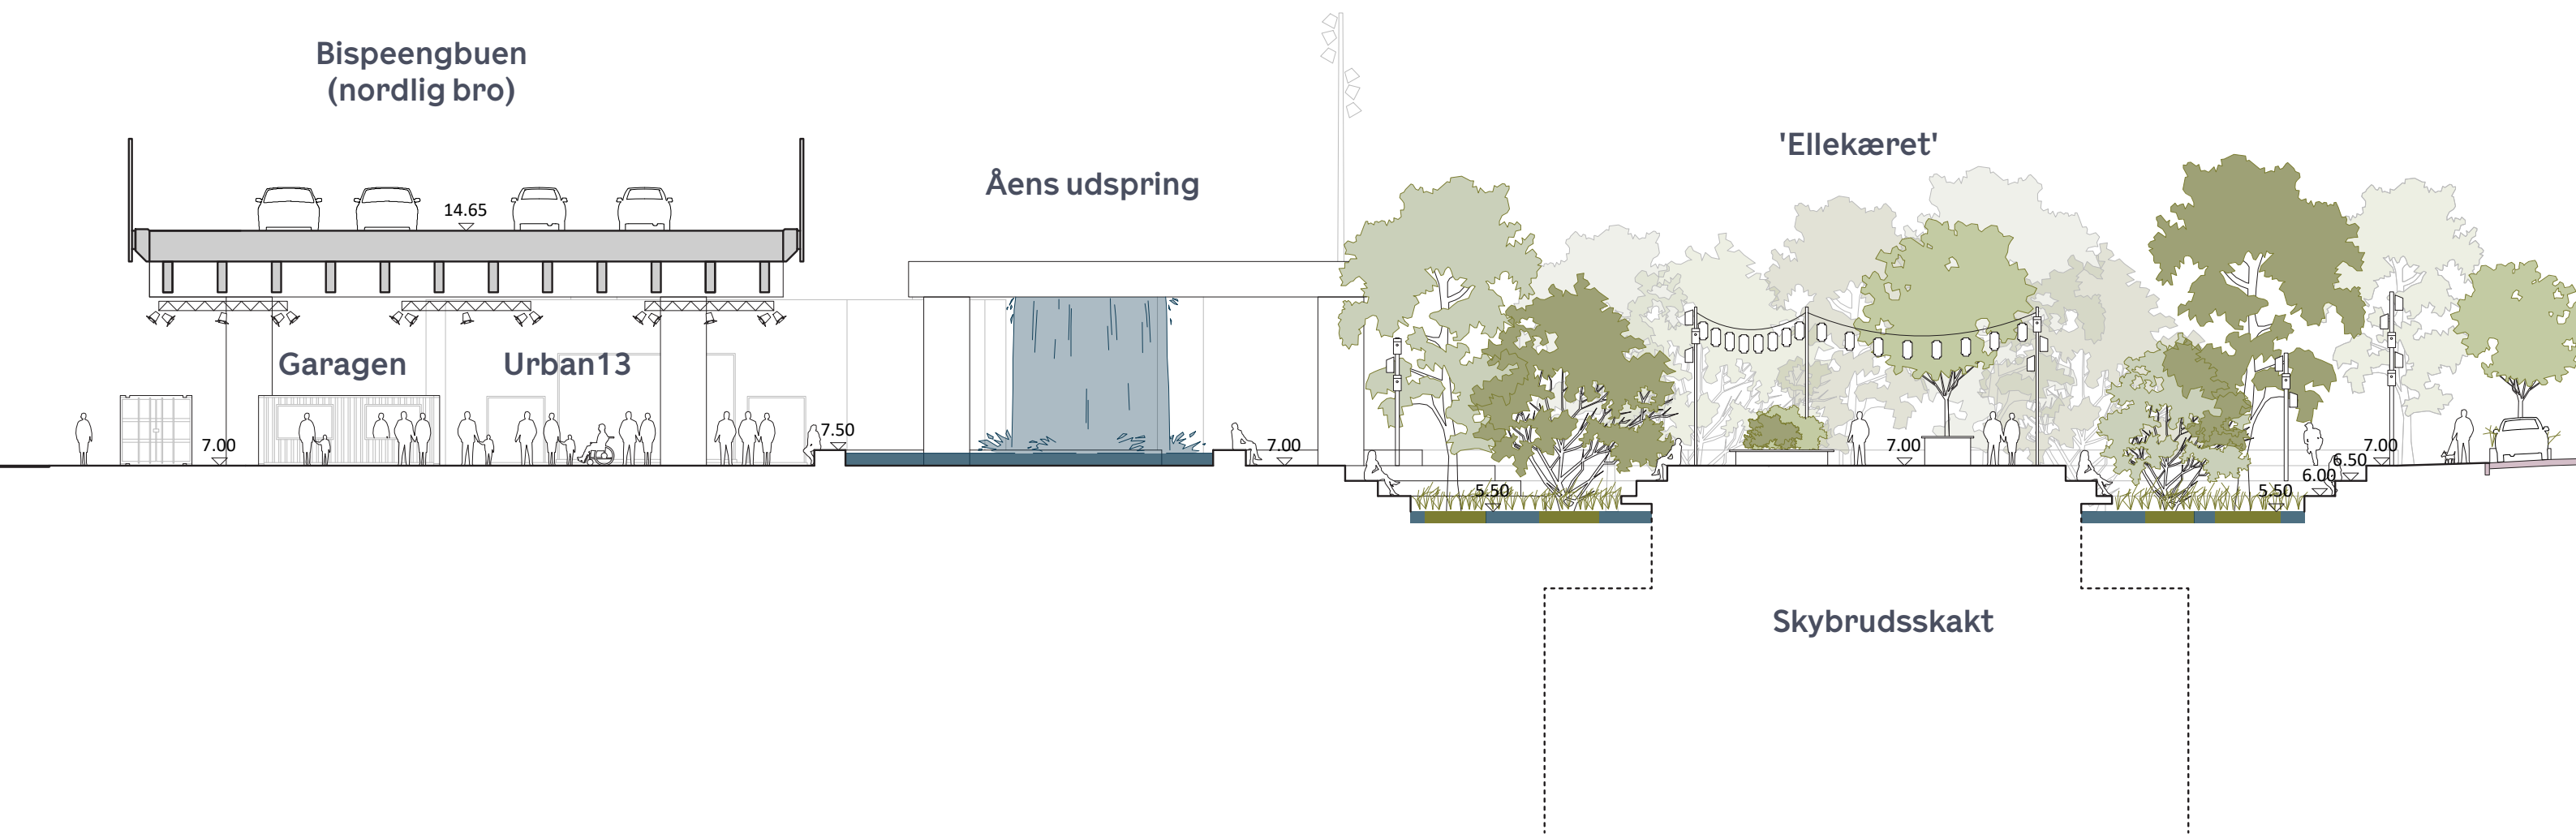 Bispeengbuen
(nordlig bro)
'Ellekæret'
Åens udspring
14.65
Garagen
Urban13
7.50
7.00
7.00
7.00
7.00
6.50
6.00
5.50
5.50
Skybrudsskakt